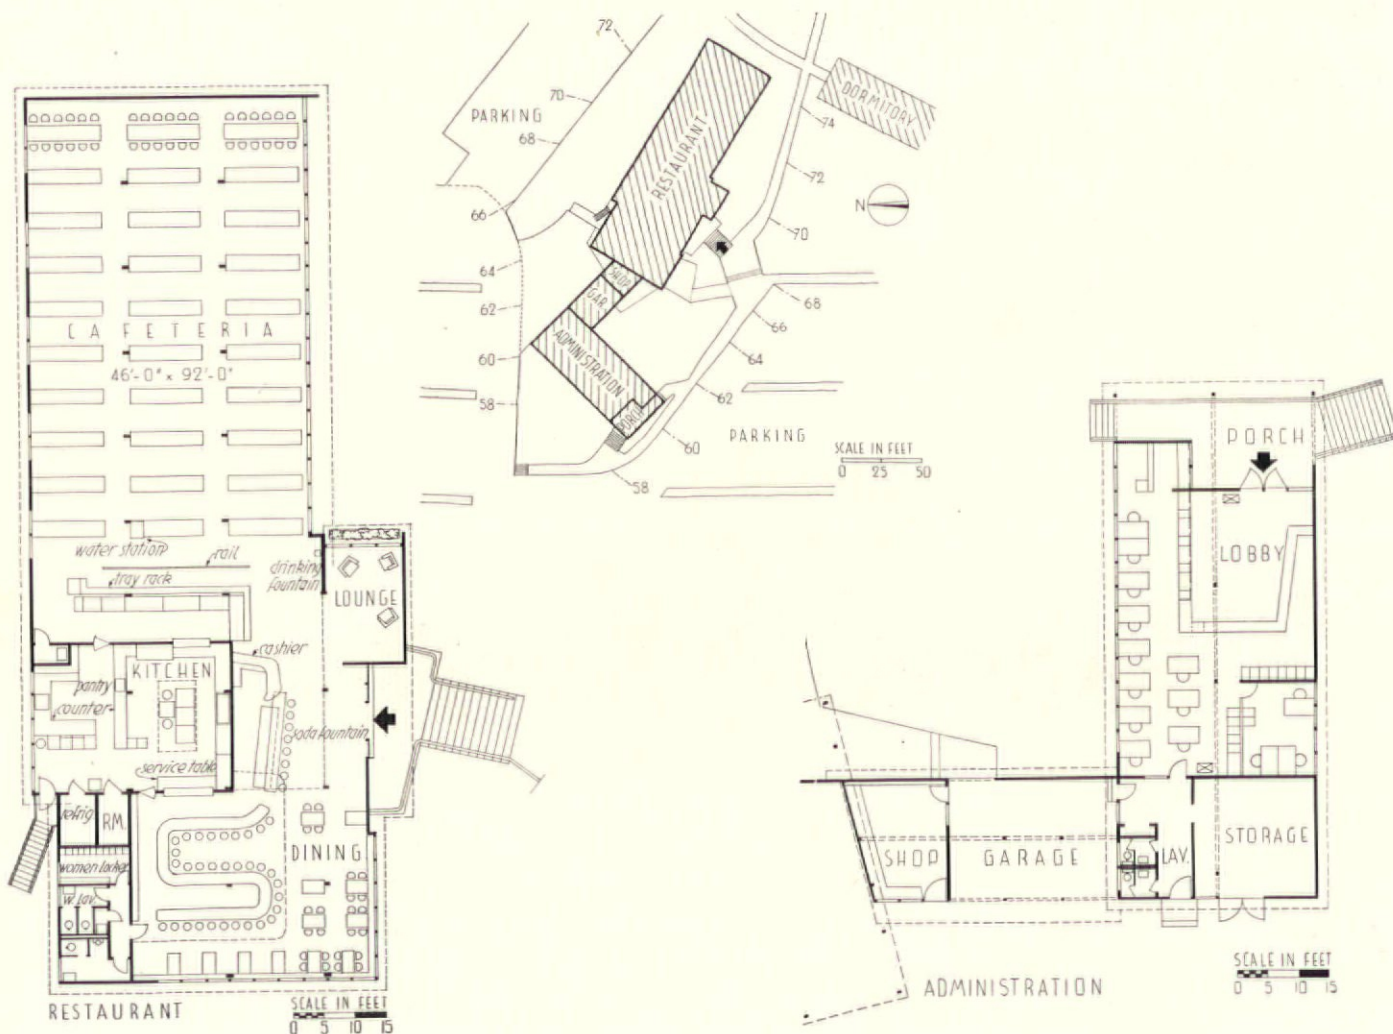 CAFETERIA
46'-0" x 92'-0"
water station
rail
tray rack
drinking
fountain
LOUNGE
cashier
KITCHEN
pantry
counter
soda fountain
service table
refrig
RM.
women locker
w. lav.
DINING
RESTAURANT
SCALE IN FEET
0 5 10 15
72
70
68
PARKING
66
64
62
60
58
RESTAURANT
DORMITORY
74
72
N
70
68
66
64
62
60
58
SHOP
GAR
ADMINISTRATION
PORCH
PARKING
SCALE IN FEET
0 25 50
PORCH
LOBBY
SHOP
GARAGE
LAV.
STORAGE
ADMINISTRATION
SCALE IN FEET
0 5 10 15